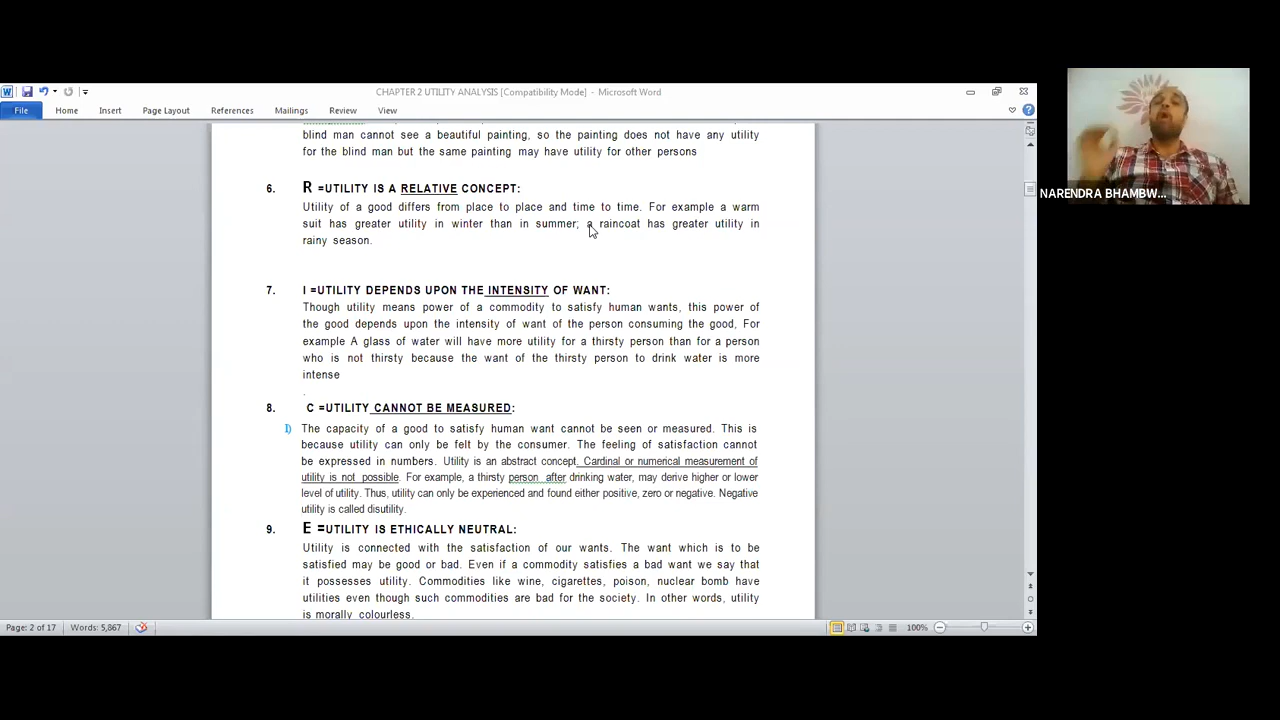 CHAPTER 2 UTILITY ANALYSIS [Compatibility Mode] - Microsoft Word
File Home Insert Page Layout References Mailings Review View
blind man cannot see a beautiful painting, so the painting does not have any utility
for the blind man but the same painting may have utility for other persons
6. R =UTILITY IS A RELATIVE CONCEPT:
Utility of a good differs from place to place and time to time. For example a warm
suit has greater utility in winter than in summer; a raincoat has greater utility in
rainy season.
7. I =UTILITY DEPENDS UPON THE INTENSITY OF WANT:
Though utility means power of a commodity to satisfy human wants, this power of
the good depends upon the intensity of want of the person consuming the good, For
example A glass of water will have more utility for a thirsty person than for a person
who is not thirsty because the want of the thirsty person to drink water is more
intense
.
8. C =UTILITY CANNOT BE MEASURED:
I) The capacity of a good to satisfy human want cannot be seen or measured. This is
because utility can only be felt by the consumer. The feeling of satisfaction cannot
be expressed in numbers. Utility is an abstract concept. Cardinal or numerical measurement of
utility is not possible. For example, a thirsty person after drinking water, may derive higher or lower
level of utility. Thus, utility can only be experienced and found either positive, zero or negative. Negative
utility is called disutility.
9. E =UTILITY IS ETHICALLY NEUTRAL:
Utility is connected with the satisfaction of our wants. The want which is to be
satisfied may be good or bad. Even if a commodity satisfies a bad want we say that
it possesses utility. Commodities like wine, cigarettes, poison, nuclear bomb have
utilities even though such commodities are bad for the society. In other words, utility
is morally colourless.
Page: 2 of 17 Words: 5,867 100%
NARENDRA BHAMBW...